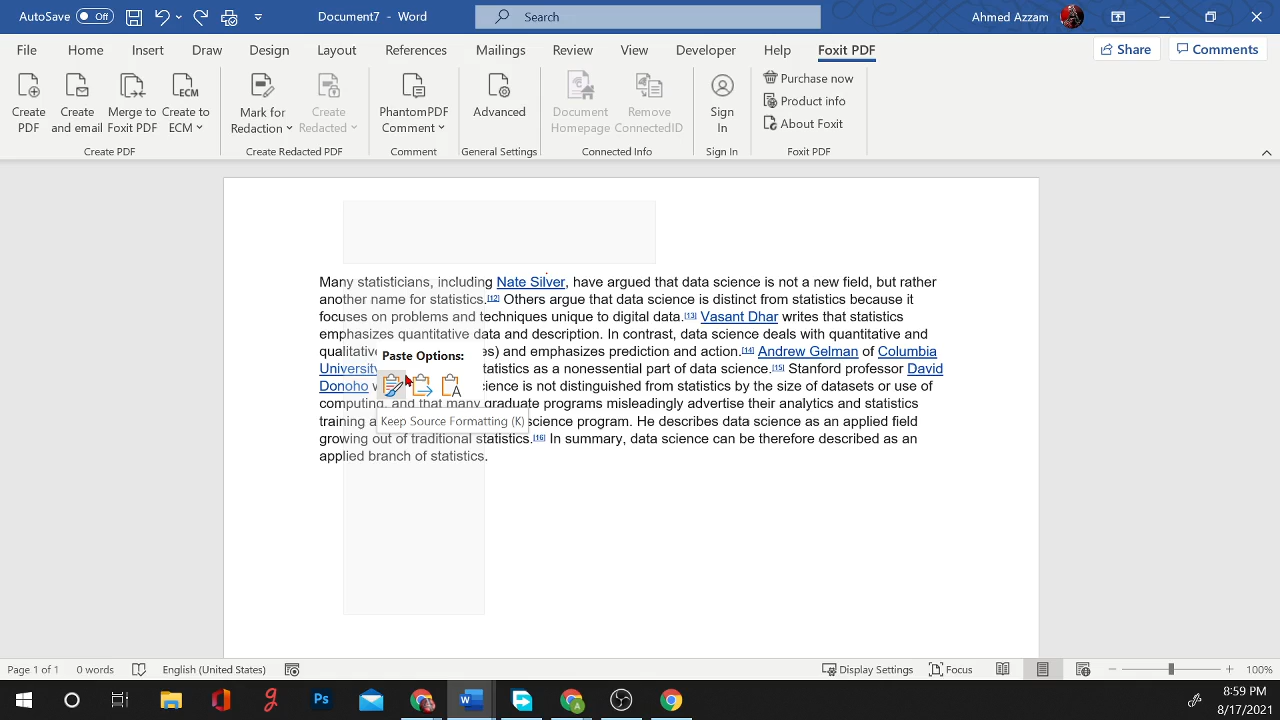 AutoSave Off Document7 - Word Search Ahmed Azzam
File Home Insert Draw Design Layout References Mailings Review View Developer Help Foxit PDF Share Comments
Create PDF
Create and email
Merge to Foxit PDF
Create to ECM
Create PDF
Mark for Redaction
Create Redacted
Create Redacted PDF
PhantomPDF Comment
Comment
Advanced
General Settings
Document Homepage
Remove ConnectedID
Connected Info
Sign In
Sign In
Purchase now
Product info
About Foxit
Foxit PDF
Many statisticians, including Nate Silver, have argued that data science is not a new field, but rather
another name for statistics.[12] Others argue that data science is distinct from statistics because it
focuses on problems and techniques unique to digital data.[13] Vasant Dhar writes that statistics
emphasizes quantitative data and description. In contrast, data science deals with quantitative and
qualitative es) and emphasizes prediction and action.[14] Andrew Gelman of Columbia
University tatistics as a nonessential part of data science.[15] Stanford professor David
Donoho w cience is not distinguished from statistics by the size of datasets or use of
computing, and that many graduate programs misleadingly advertise their analytics and statistics
training a science program. He describes data science as an applied field
growing out of traditional statistics.[16] In summary, data science can be therefore described as an
applied branch of statistics.
Paste Options:
A
Keep Source Formatting (K)
Page 1 of 1 0 words English (United States) Display Settings Focus 100%
Ps
8:59 PM
8/17/2021